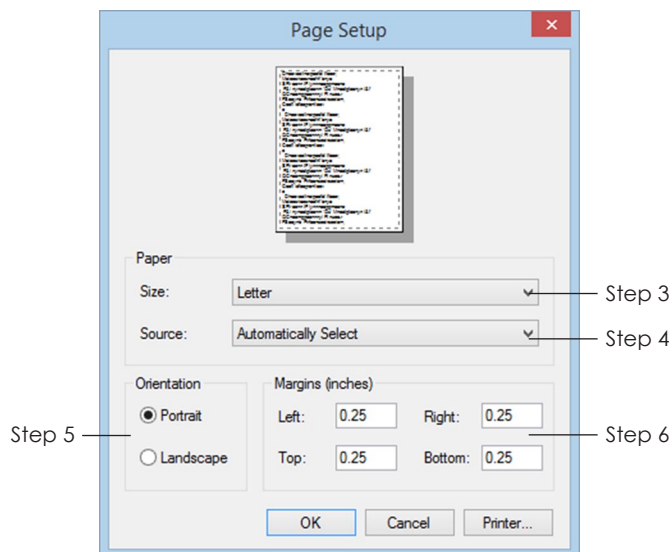 Page Setup
Paper
Size: Letter
Step 3
Source: Automatically Select
Step 4
Orientation
Margins (inches)
Portrait
Left: 0.25 Right: 0.25
Step 5
Step 6
Landscape
Top: 0.25 Bottom: 0.25
OK Cancel Printer...